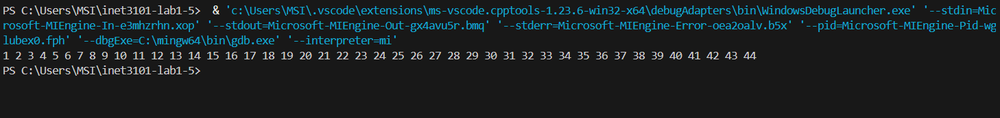 PS C:\Users\MSI\inet3101-lab1-5>  & 'c:\Users\MSI\.vscode\extensions\ms-vscode.cpptools-1.23.6-win32-x64\debugAdapters\bin\WindowsDebugLauncher.exe' '--stdin=Mic
rosoft-MIEngine-In-e3mhzrhn.xop' '--stdout=Microsoft-MIEngine-Out-gx4avu5r.bmq' '--stderr=Microsoft-MIEngine-Error-oea2oalv.b5x' '--pid=Microsoft-MIEngine-Pid-wg
lubex0.fph' '--dbgExe=C:\mingw64\bin\gdb.exe' '--interpreter=mi'
1 2 3 4 5 6 7 8 9 10 11 12 13 14 15 16 17 18 19 20 21 22 23 24 25 26 27 28 29 30 31 32 33 34 35 36 37 38 39 40 41 42 43 44
PS C:\Users\MSI\inet3101-lab1-5>